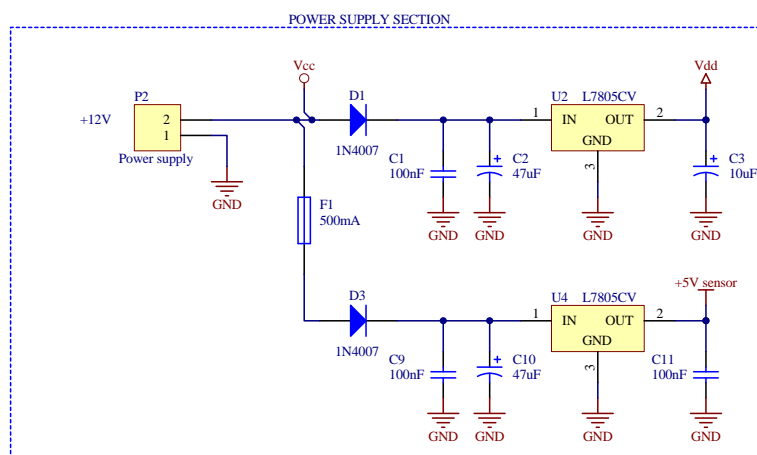 POWER SUPPLY SECTION
Vcc
Vdd
P2
D1
U2 L7805CV
+12V
2
1
1
IN
OUT
2
1N4007
GND
C1
100nF
C2
47uF
3
C3
10uF
Power supply
GND
GND
GND
GND
GND
F1
500mA
D3
U4 L7805CV
+5V sensor
1
IN
OUT
2
1N4007
GND
C9
100nF
C10
47uF
3
C11
100nF
GND
GND
GND
GND